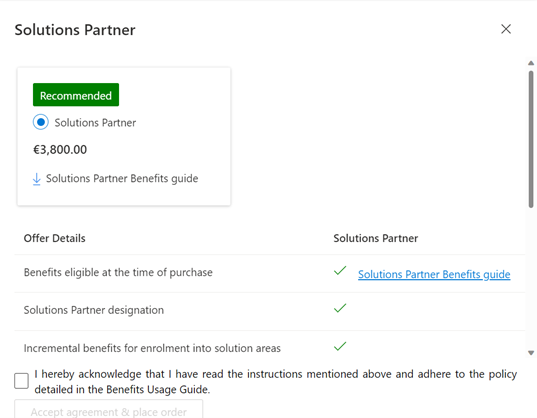 Solutions Partner
Recommended
Solutions Partner
€3,800.00
Solutions Partner Benefits guide
Offer Details Solutions Partner
Benefits eligible at the time of purchase Solutions Partner Benefits guide
Solutions Partner designation
Incremental benefits for enrolment into solution areas
I hereby acknowledge that I have read the instructions mentioned above and adhere to the policy
detailed in the Benefits Usage Guide.
Accept agreement & place order